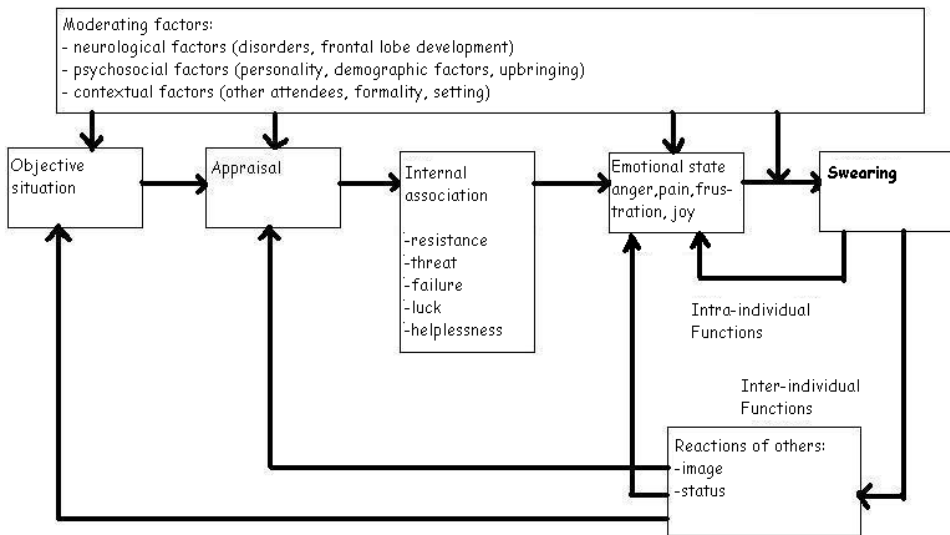 Moderating factors:
- neurological factors (disorders, frontal lobe development)
- psychosocial factors (personality, demographic factors, upbringing)
- contextual factors (other attendees, formality, setting)
Objective
situation
Appraisal
Internal
association
-resistance
-threat
-failure
-luck
-helplessness
Emotional state
anger,pain,frus-
tration, joy
Swearing
Intra-individual
Functions
Inter-individual
Functions
Reactions of others:
-image
-status